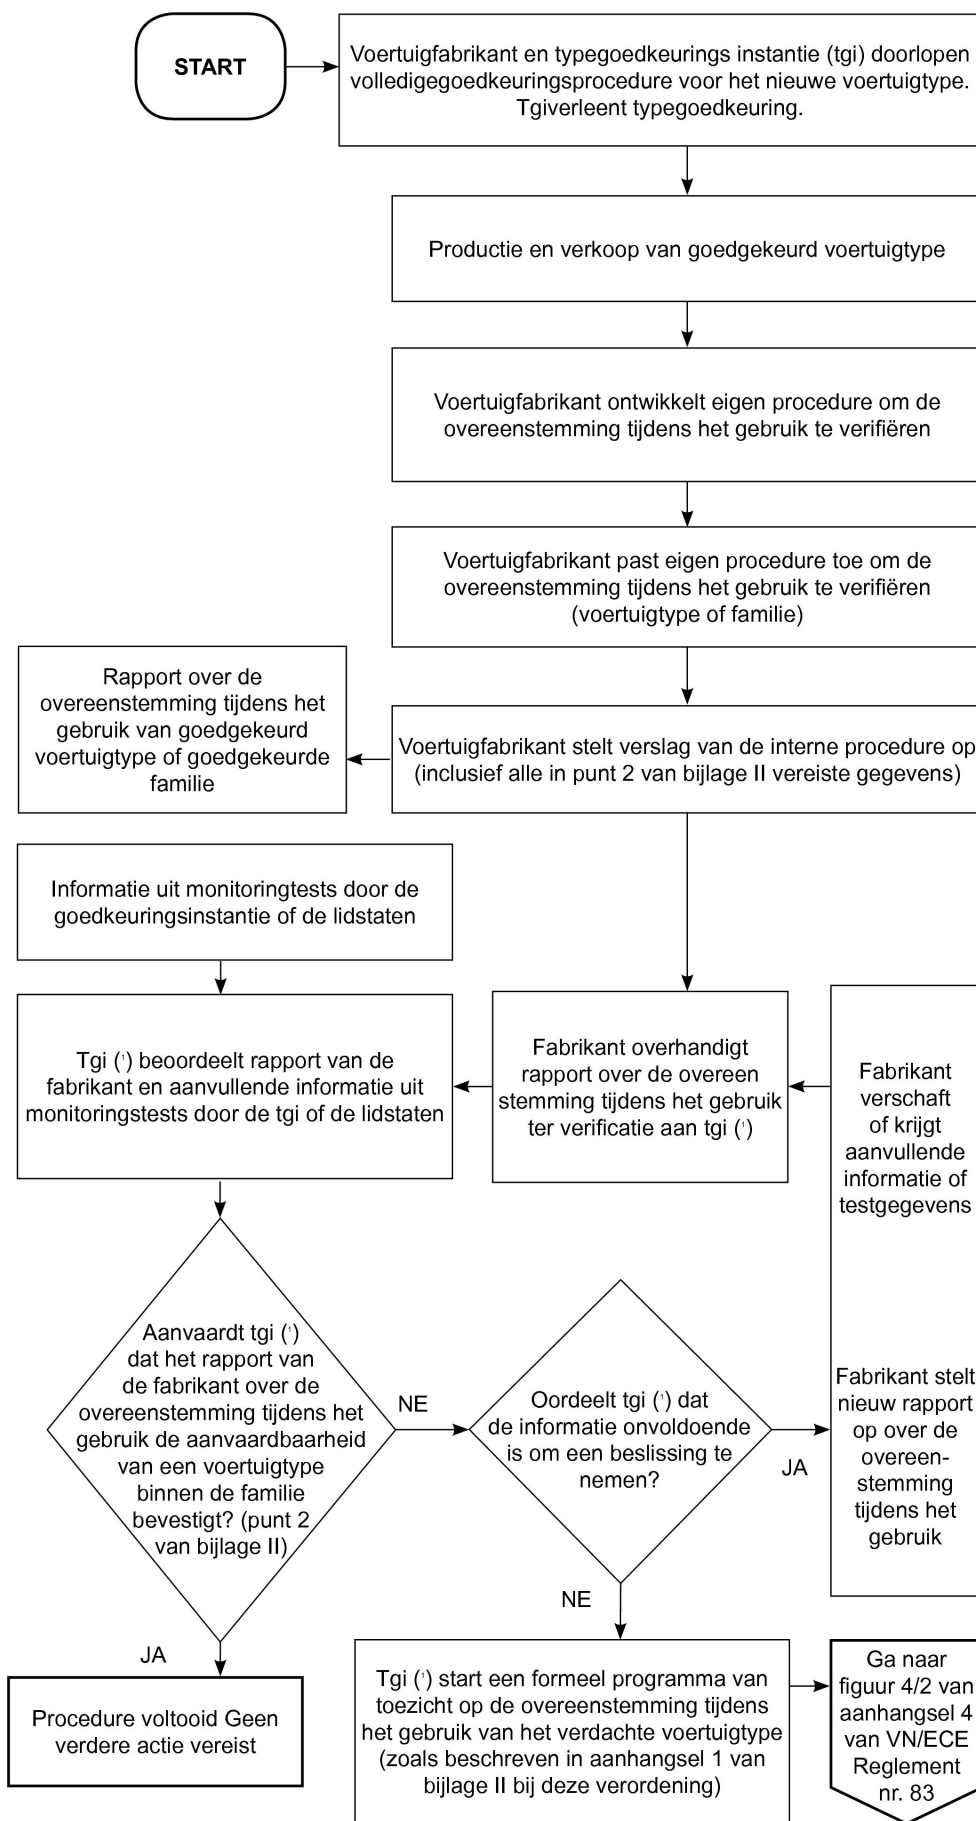 START
Voertuigfabrikant en typegoedkeurings instantie (tgi) doorlopen
volledigegoedkeuringsprocedure voor het nieuwe voertuigtype.
Tgiverleent typegoedkeuring.
Productie en verkoop van goedgekeurd voertuigtype
Voertuigfabrikant ontwikkelt eigen procedure om de
overeenstemming tijdens het gebruik te verifiëren
Voertuigfabrikant past eigen procedure toe om de
overeenstemming tijdens het gebruik te verifiëren
(voertuigtype of familie)
Rapport over de
overeenstemming tijdens het
gebruik van goedgekeurd
voertuigtype of goedgekeurde
familie
Voertuigfabrikant stelt verslag van de interne procedure op
(inclusief alle in punt 2 van bijlage II vereiste gegevens)
Informatie uit monitoringtests door de
goedkeuringsinstantie of de lidstaten
Tgi (¹) beoordeelt rapport van de
fabrikant en aanvullende informatie uit
monitoringstests door de tgi of de lidstaten
Fabrikant overhandigt
rapport over de overeen
stemming tijdens het gebruik
ter verificatie aan tgi (¹)
Fabrikant
verschaft
of krijgt
aanvullende
informatie of
testgegevens
Aanvaardt tgi (¹)
dat het rapport van
de fabrikant over de
overeenstemming tijdens het
gebruik de aanvaardbaarheid
van een voertuigtype
binnen de familie
bevestigt? (punt 2
van bijlage II)
NE
Oordeelt tgi (¹) dat
de informatie onvoldoende
is om een beslissing te
nemen?
JA
Fabrikant stelt
nieuw rapport
op over de
overeen-
stemming
tijdens het
gebruik
NE
JA
Procedure voltooid Geen
verdere actie vereist
Tgi (¹) start een formeel programma van
toezicht op de overeenstemming tijdens
het gebruik van het verdachte voertuigtype
(zoals beschreven in aanhangsel 1 van
bijlage II bij deze verordening)
Ga naar
figuur 4/2 van
aanhangsel 4
van VN/ECE
Reglement
nr. 83